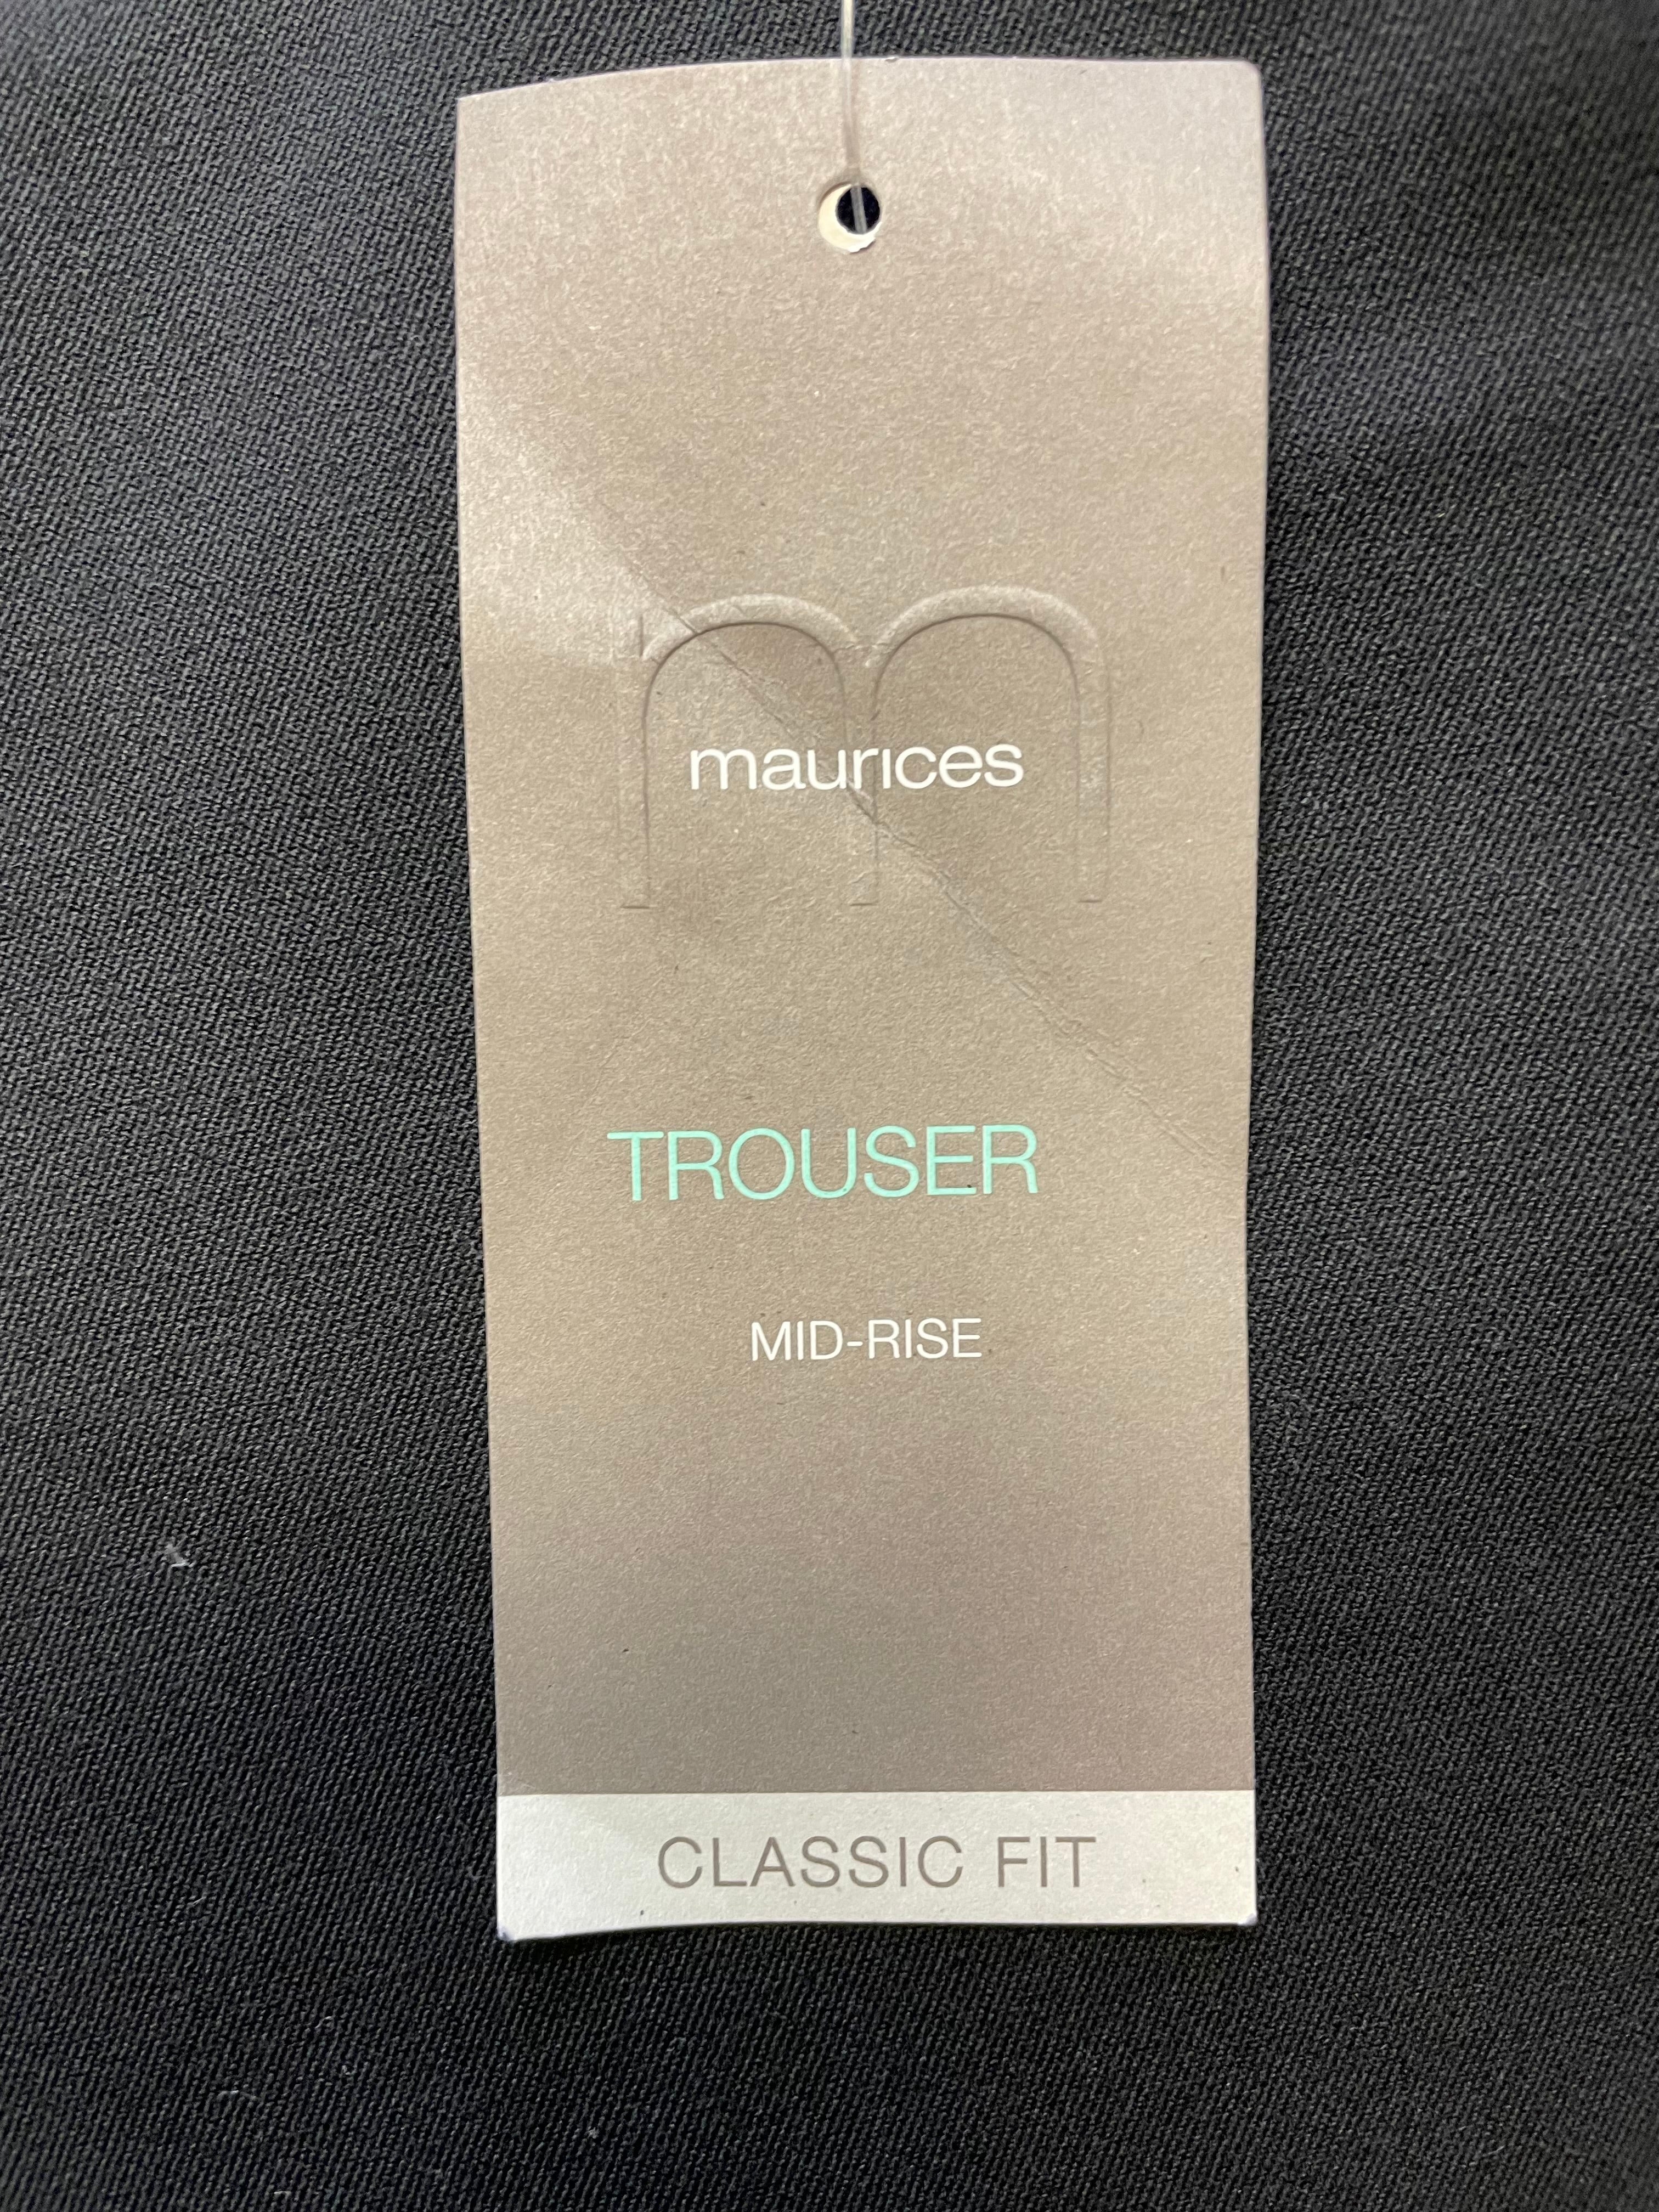 m
maurices
TROUSER
MID-RISE
CLASSIC FIT